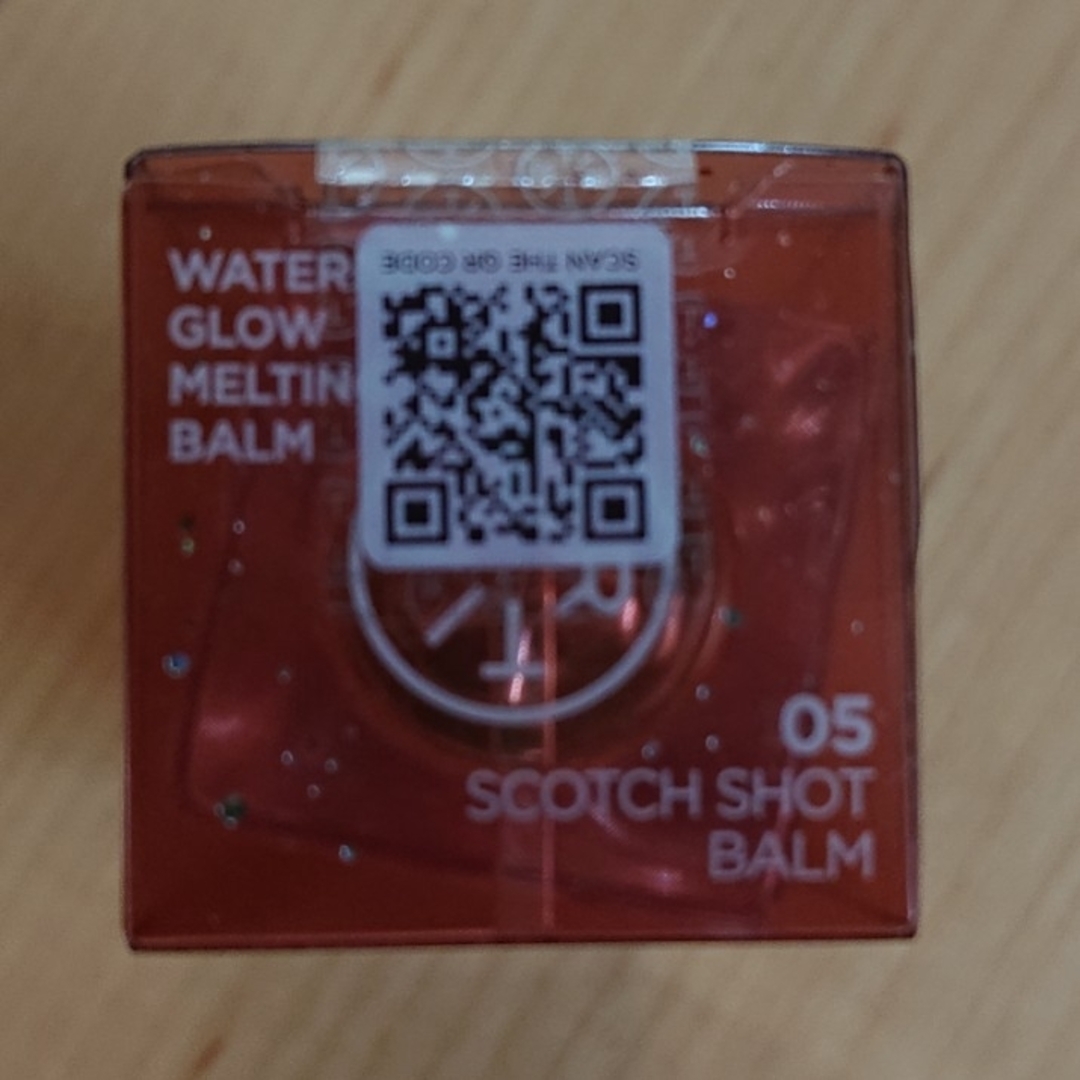 WATER
GLOW
MELTIN
BALM
SCAN THE QR CODE
R
T
05
SCOTCH SHOT
BALM